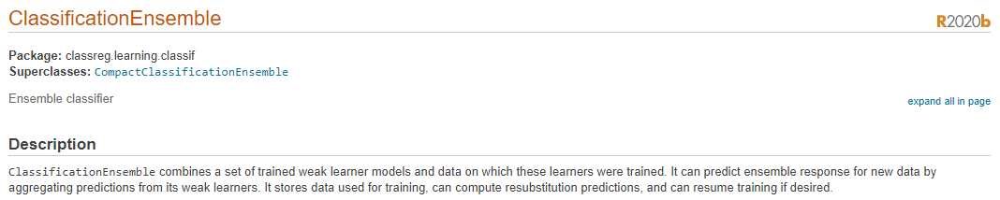 ClassificationEnsemble
R2020b
Package: classreg.learning.classif
Superclasses: CompactClassificationEnsemble
Ensemble classifier
expand all in page
Description
ClassificationEnsemble combines a set of trained weak learner models and data on which these learners were trained. It can predict ensemble response for new data by
aggregating predictions from its weak learners. It stores data used for training, can compute resubstitution predictions, and can resume training if desired.